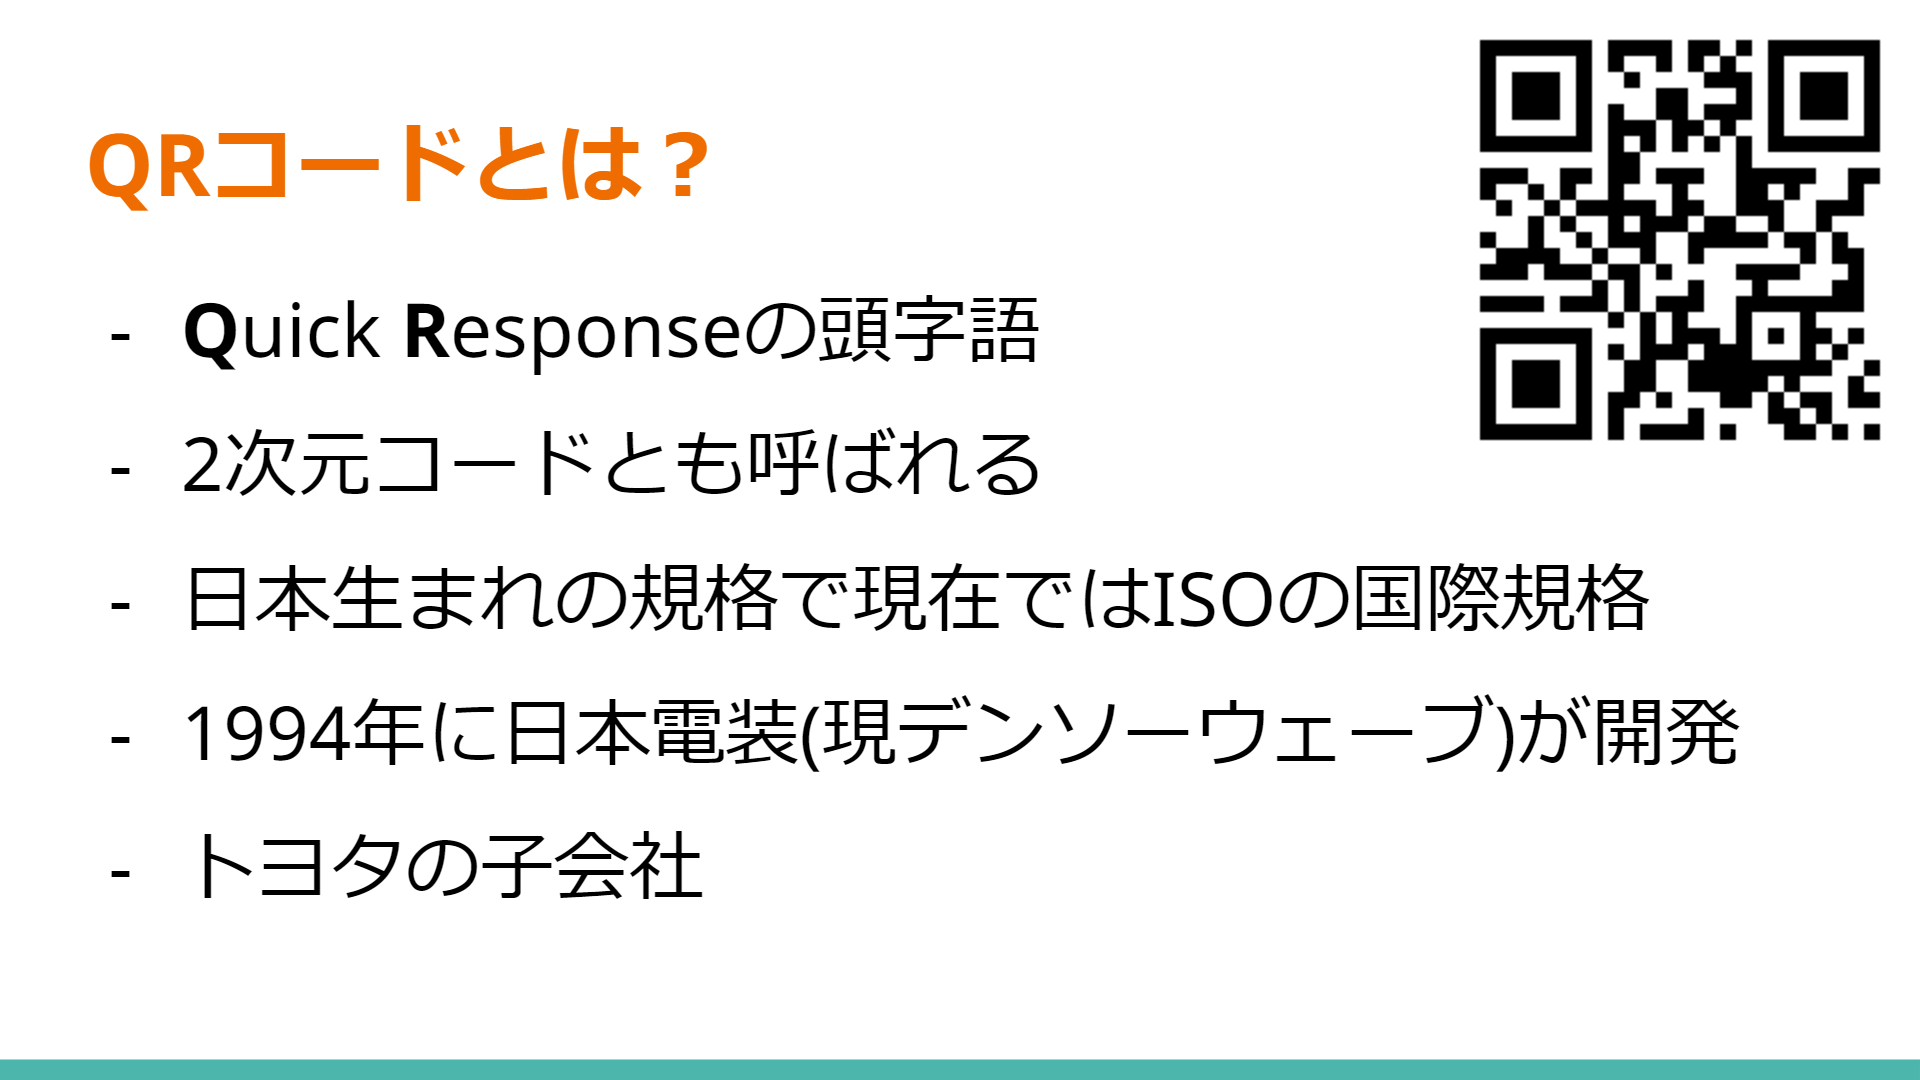 QRコードとは？
- Quick Responseの頭字語
- 2次元コードとも呼ばれる
- 日本生まれの規格で現在ではISOの国際規格
- 1994年に日本電装(現デンソーウェーブ)が開発
- トヨタの子会社